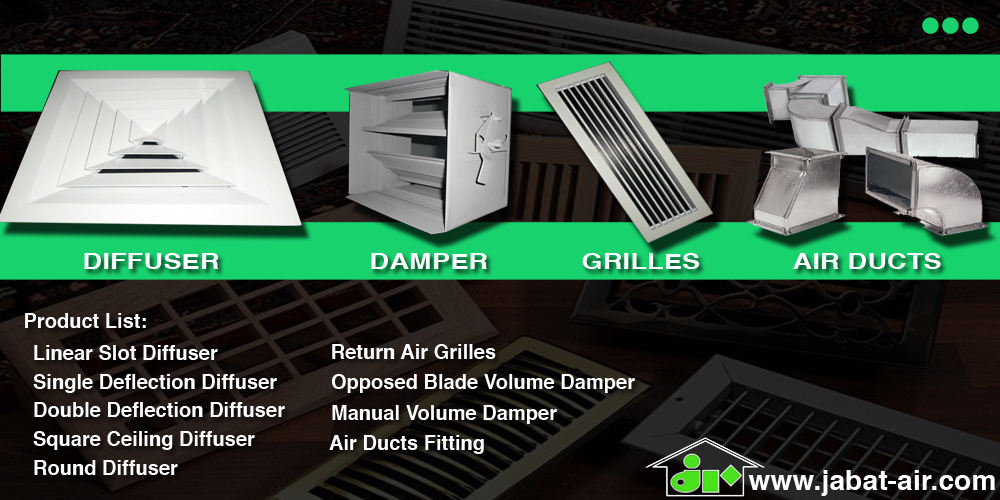 DIFFUSER
DAMPER
GRILLES
AIR DUCTS
Product List:
Linear Slot Diffuser
Single Deflection Diffuser
Double Deflection Diffuser
Square Ceiling Diffuser
Round Diffuser
Return Air Grilles
Opposed Blade Volume Damper
Manual Volume Damper
Air Ducts Fitting
air
www.jabat-air.com